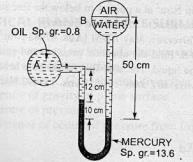 AIR
B WATER
OIL Sp. gr.=0.8
A
50 cm
12 cm
10 cm
MERCURY
Sp. gr.=13.6